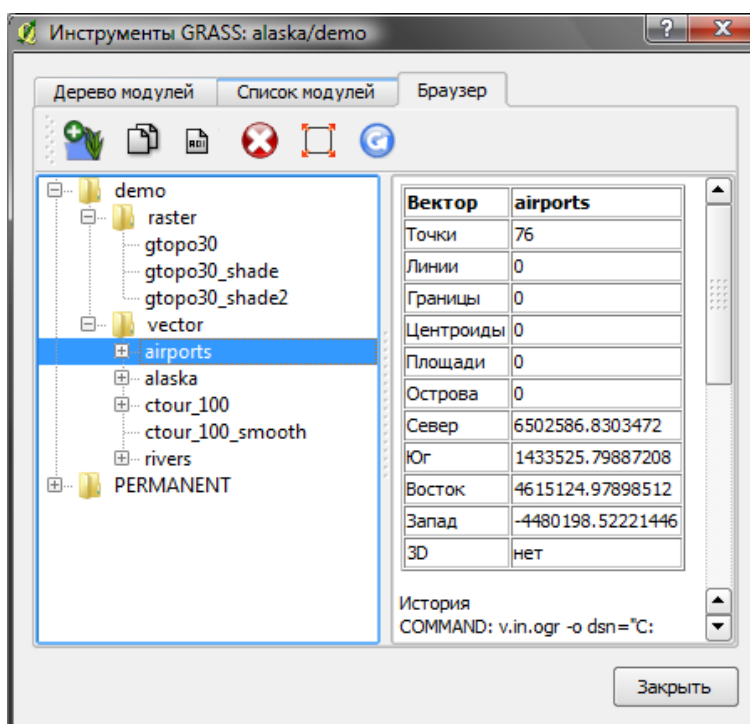 Инструменты GRASS: alaska/demo
?
Дерево модулей Список модулей Браузер
ADI
G
demo
raster
gtopo30
gtopo30_shade
gtopo30_shade2
vector
airports
alaska
ctour_100
ctour_100_smooth
rivers
PERMANENT
Вектор airports
Точки 76
Линии 0
Границы 0
Центроиды 0
Площади 0
Острова 0
Север 6502586.8303472
Юг 1433525.79887208
Восток 4615124.97898512
Запад -4480198.52221446
3D нет
История
COMMAND: v.in.ogr -o dsn="C:
Закрыть